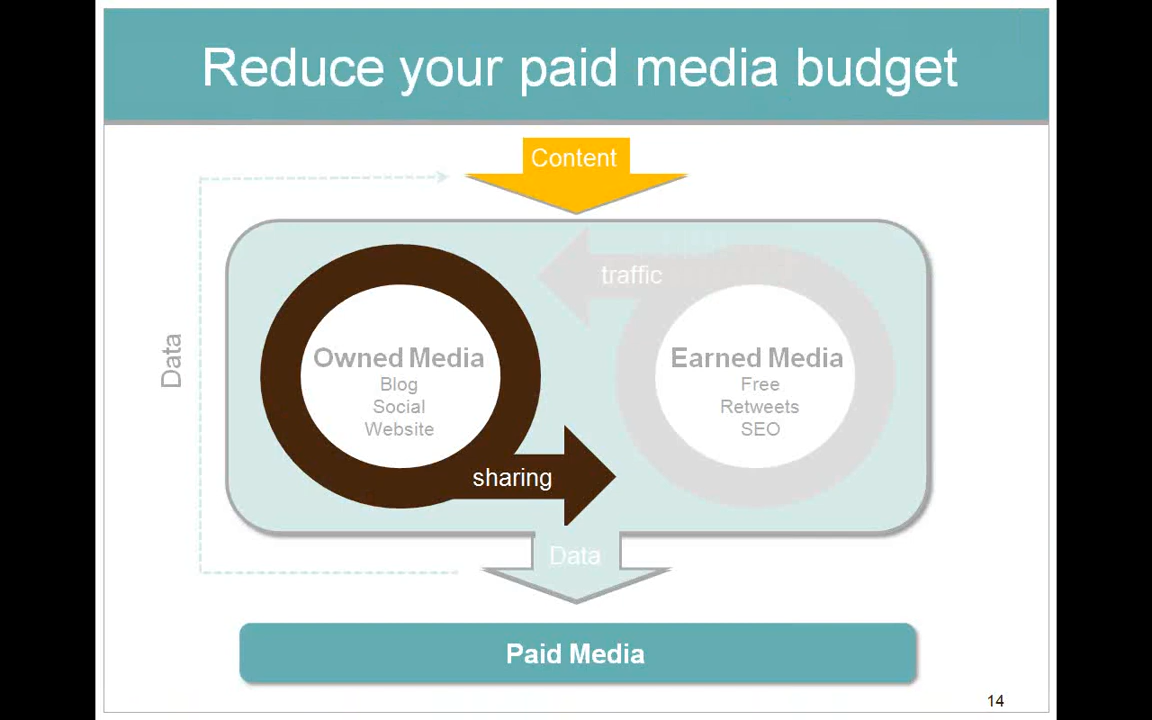 Reduce your paid media budget
Content
traffic
Data
Owned Media
Blog
Social
Website
Earned Media
Free
Retweets
SEO
sharing
Data
Paid Media
14